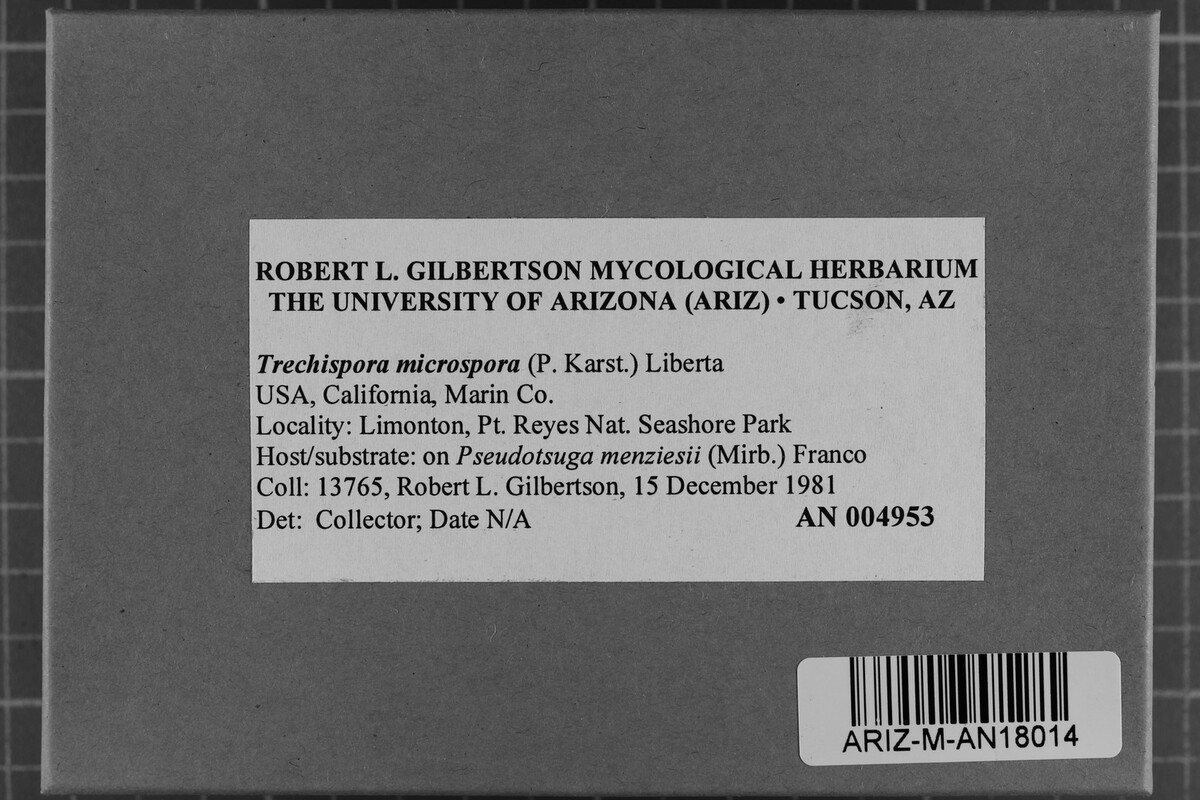 ROBERT L. GILBERTSON MYCOLOGICAL HERBARIUM
THE UNIVERSITY OF ARIZONA (ARIZ) • TUCSON, AZ
Trechispora microspora (P. Karst.) Liberta
USA, California, Marin Co.
Locality: Limonton, Pt. Reyes Nat. Seashore Park
Host/substrate: on Pseudotsuga menziesii (Mirb.) Franco
Coll: 13765, Robert L. Gilbertson, 15 December 1981
Det: Collector; Date N/A AN 004953
ARIZ-M-AN18014